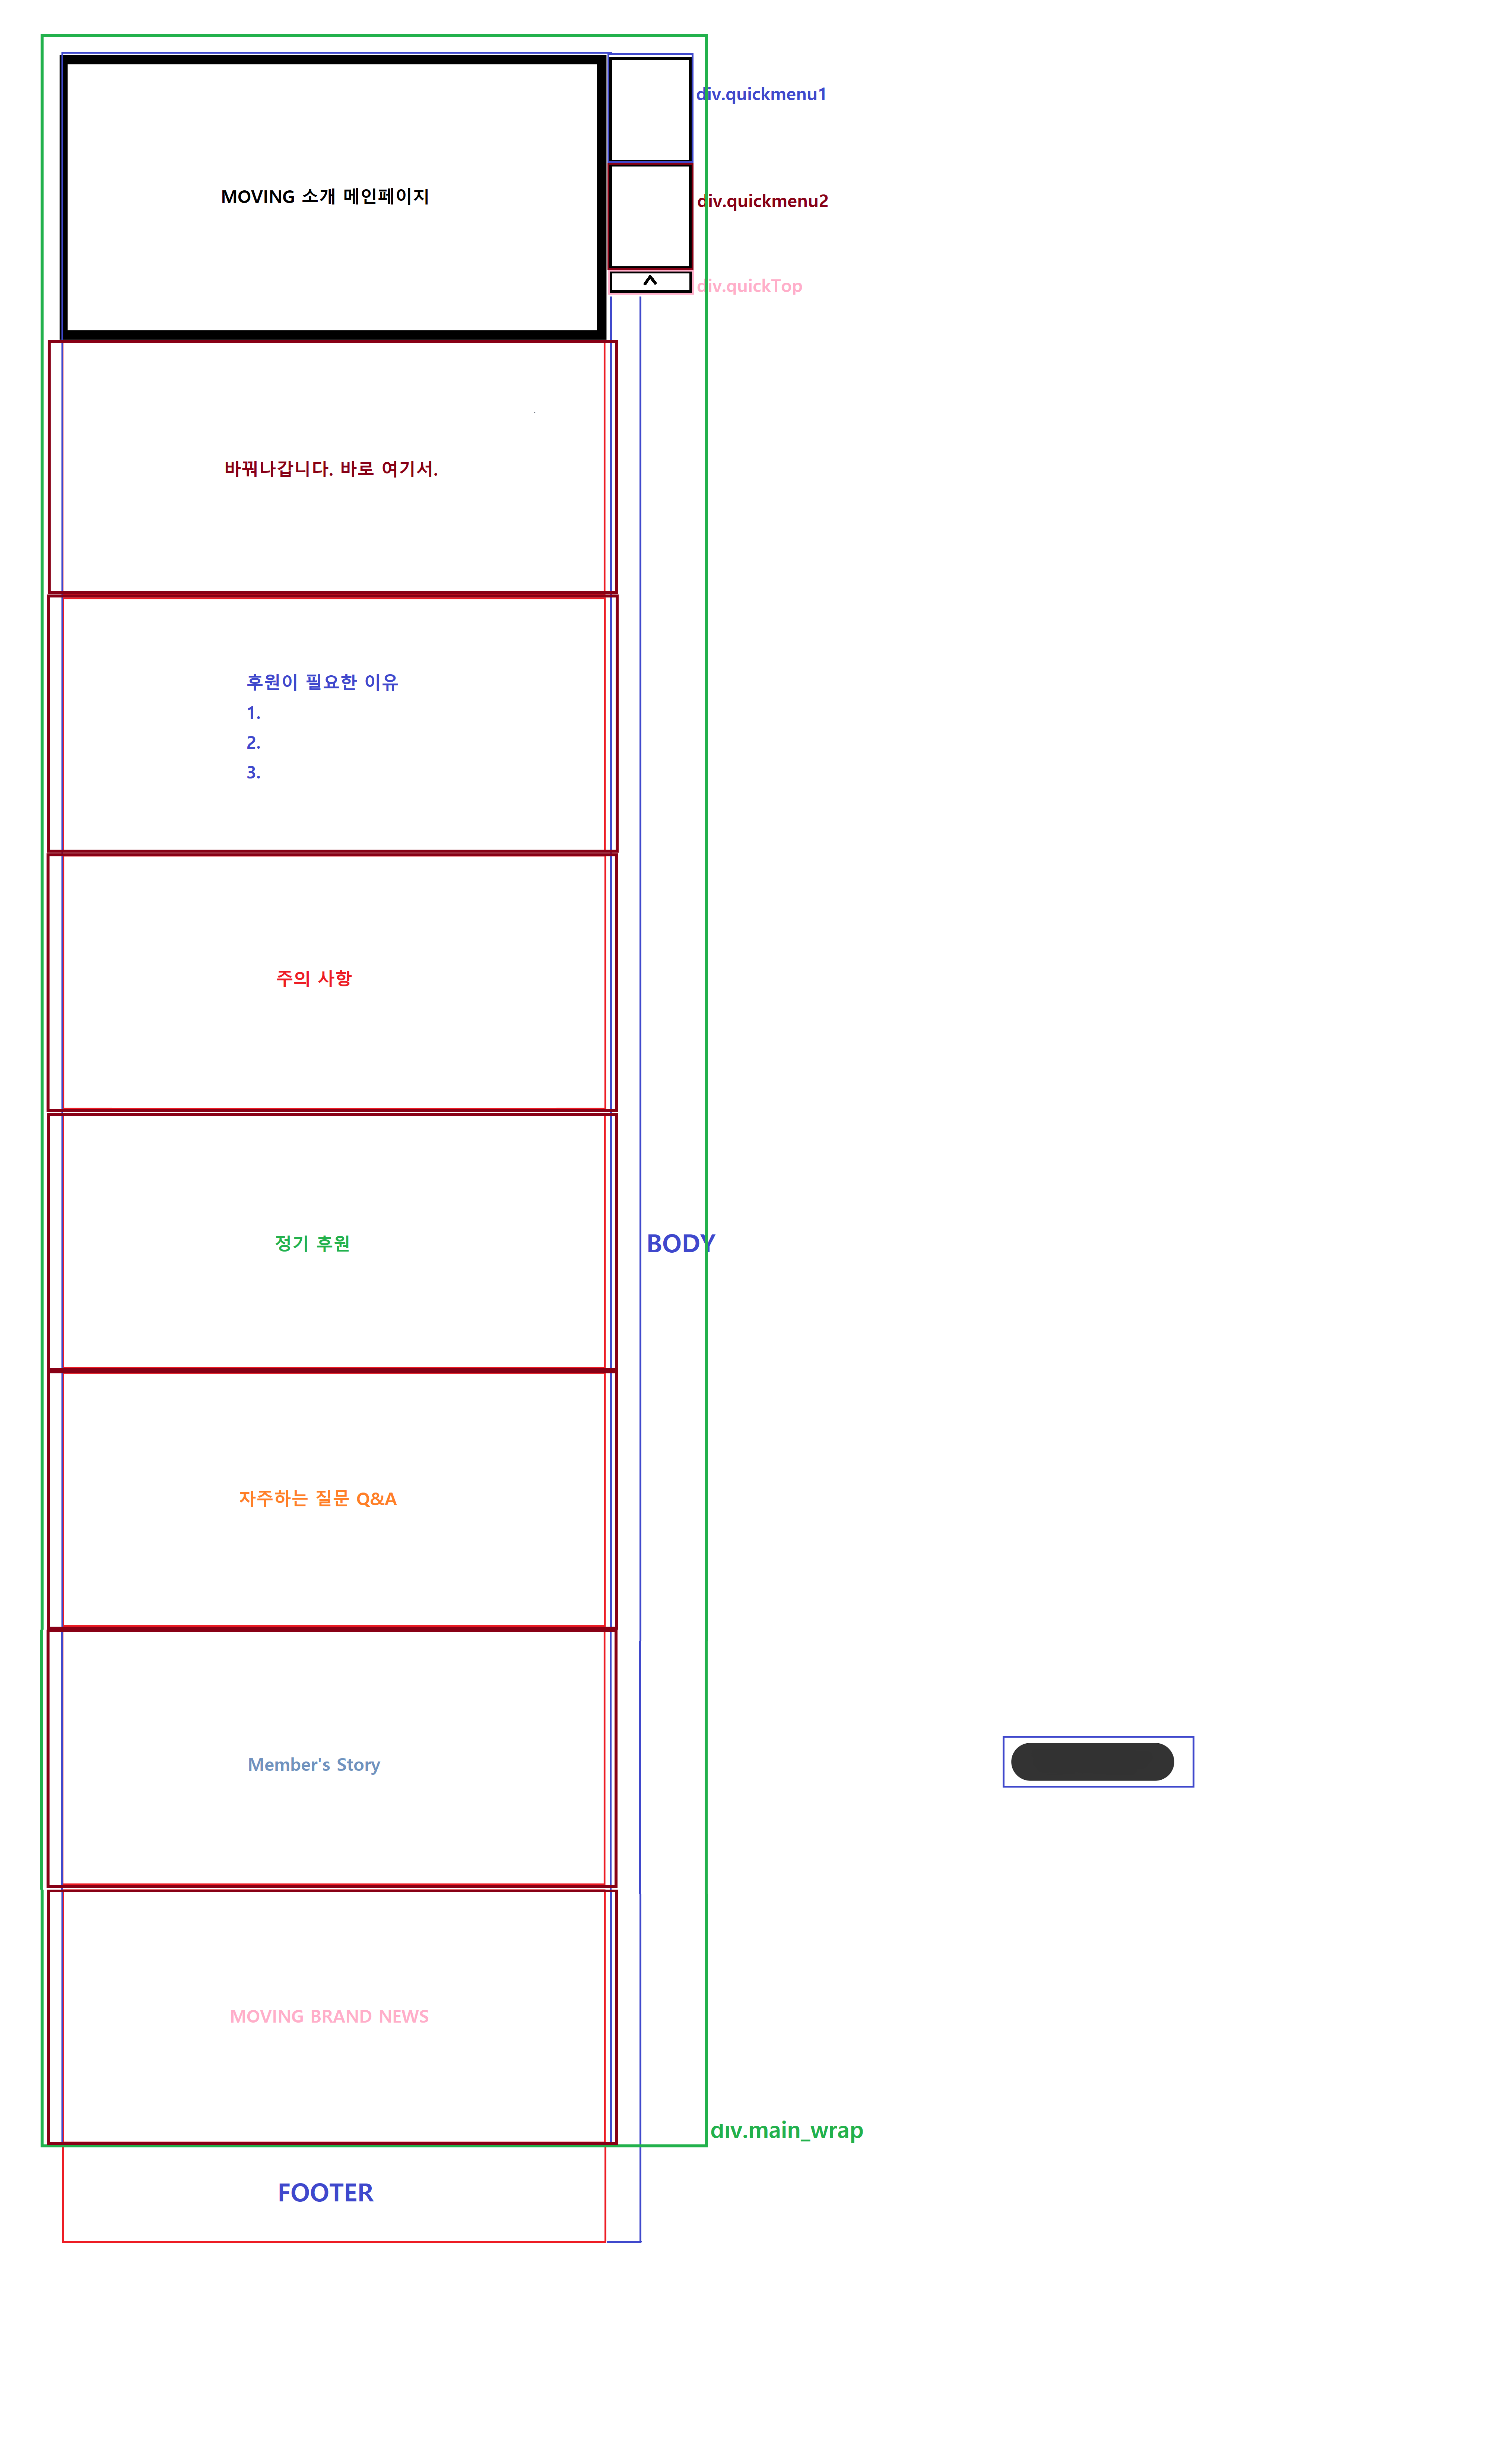 MOVING 소개 메인페이지
div.quickmenu1
div.quickmenu2
div.quickTop
바꿔나갑니다. 바로 여기서.
후원이 필요한 이유
1.
2.
3.
주의 사항
정기 후원
BODY
자주하는 질문 Q&A
Member's Story
MOVING BRAND NEWS
div.main_wrap
FOOTER